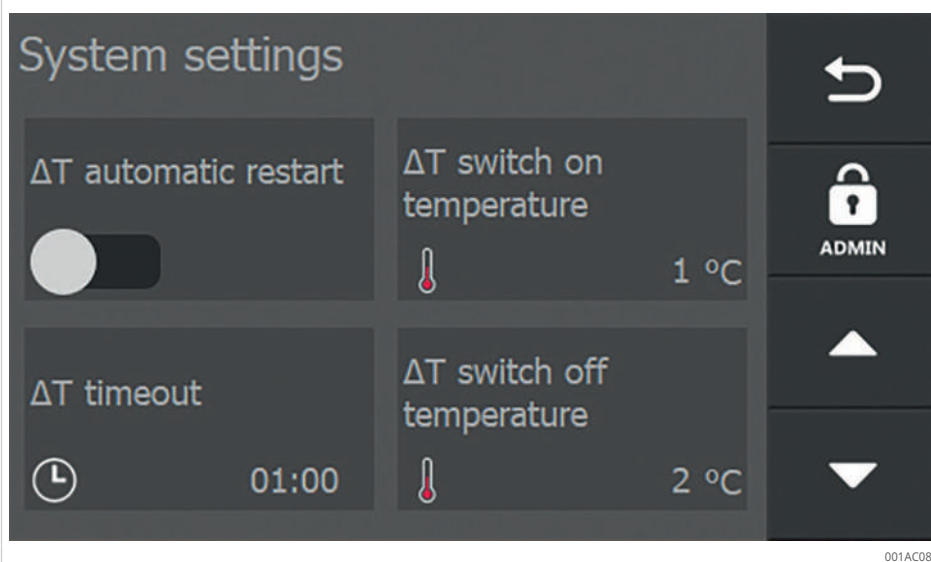 System settings
ΔT automatic restart
ΔT switch on
temperature
1 °C
ADMIN
ΔT timeout
01:00
ΔT switch off
temperature
2 °C
001AC08